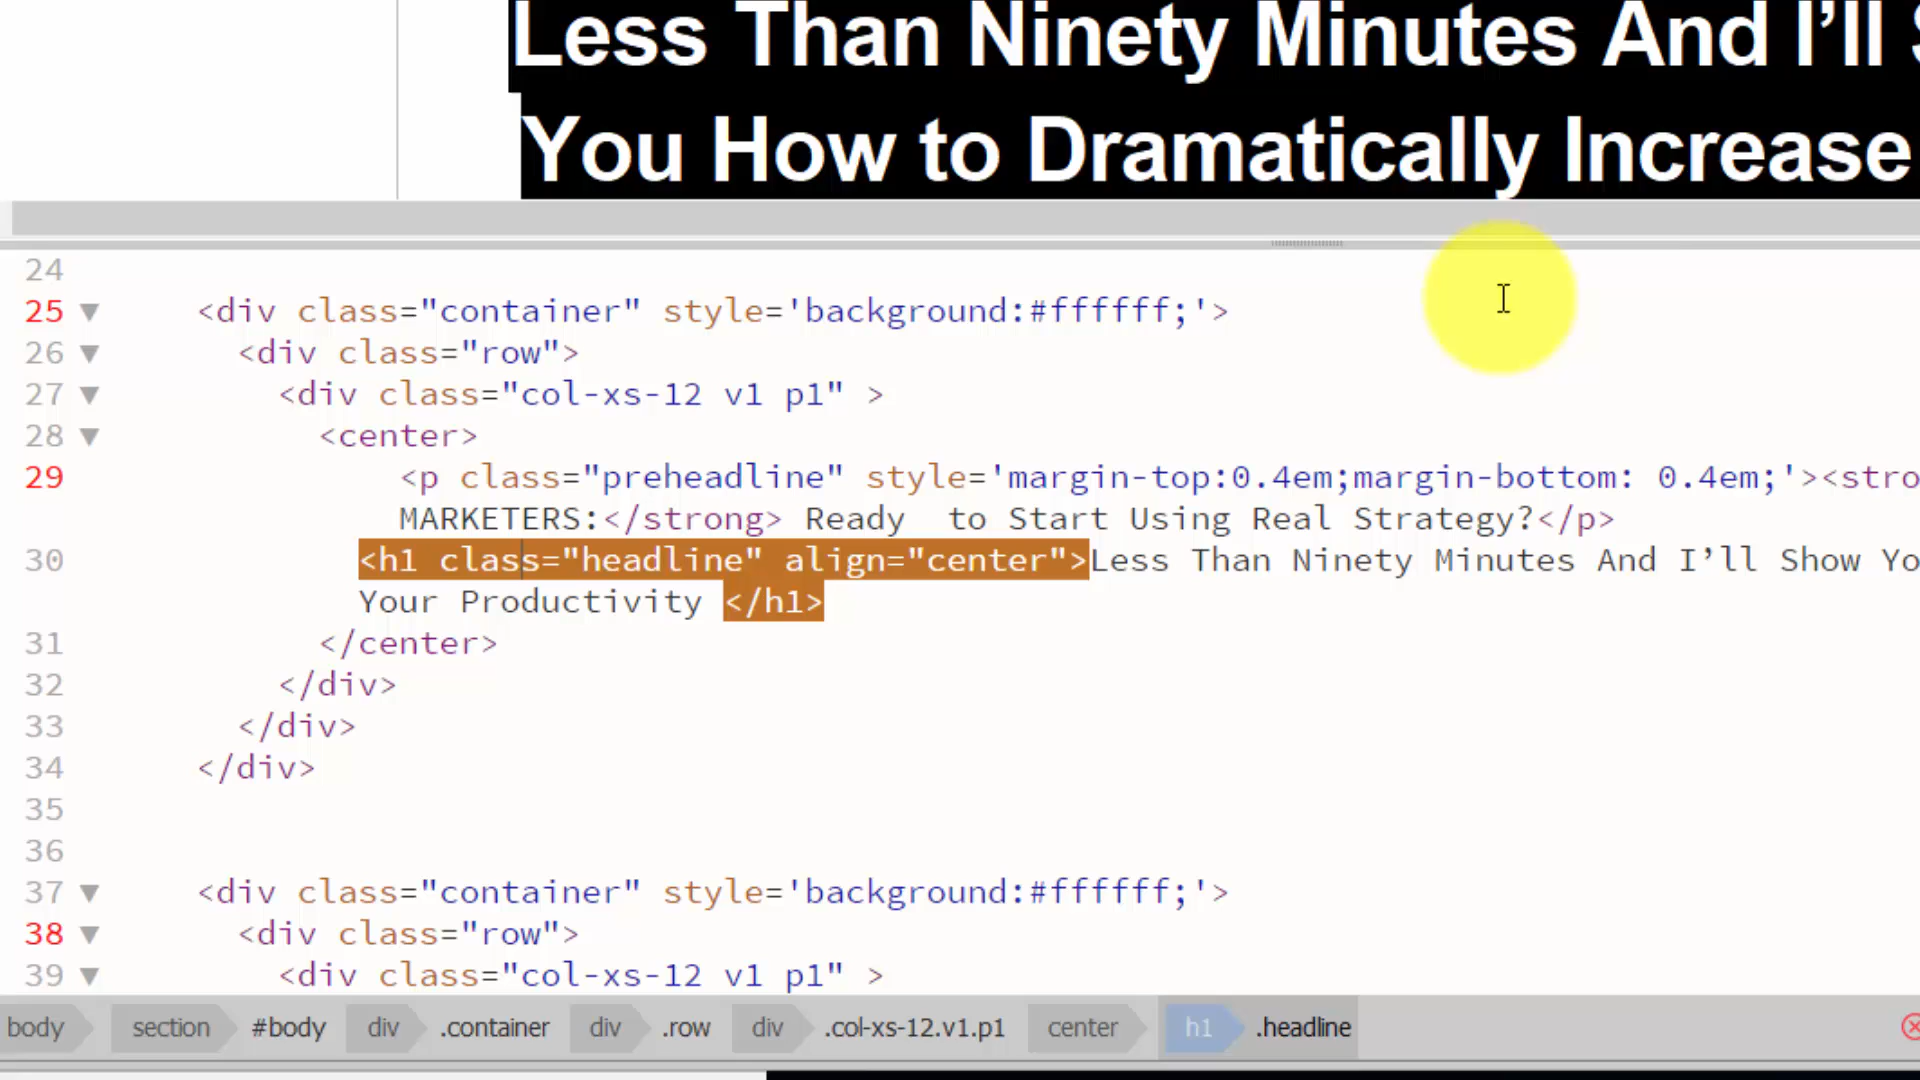 Less Than Ninety Minutes And I’ll
You How to Dramatically Increase
24
25 ▼ <div class="container" style='background:#ffffff;'>
26 ▼ <div class="row">
27 ▼ <div class="col-xs-12 v1 p1" >
28 ▼ <center>
29 <p class="preheadline" style='margin-top:0.4em;margin-bottom: 0.4em;'><stro
MARKETERS:</strong> Ready  to Start Using Real Strategy?</p>
30 <h1 class="headline" align="center">Less Than Ninety Minutes And I’ll Show Yo
Your Productivity </h1>
31 </center>
32 </div>
33 </div>
34 </div>
35
36
37 ▼ <div class="container" style='background:#ffffff;'>
38 ▼ <div class="row">
39 ▼ <div class="col-xs-12 v1 p1" >
body section #body div .container div .row div .col-xs-12.v1.p1 center h1 .headline